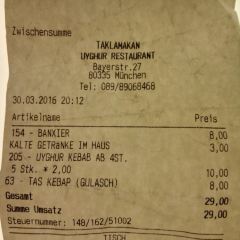 Zwischensumme
TAKLAMAKAN
UYGHUR RESTAURANT
Bayerstr.27
80335 München
Tel: 089/89068468
30.03.2016 20:12
Artikelname Preis
154 - BANXIER 8,00
KALTE GETRÄNKE IM HAUS 3,00
205 - UYGHUR KEBAB AB 4ST.
5 Stk. * 2,00 10,00
63 - TAS KEBAP (GULASCH) 8,00
Gesamt 29,00
Summe Umsatz 29,00
Steuernummer: 148/162/51002
TISCH